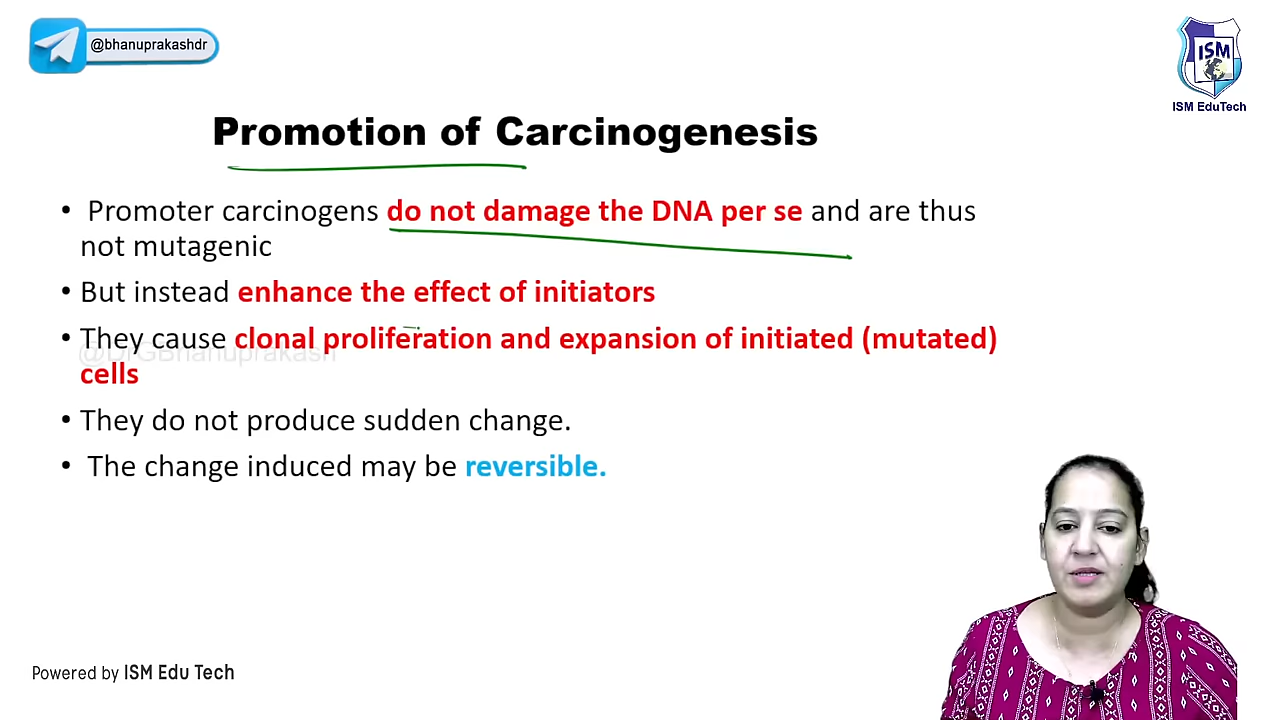 @bhanuprakashdr
ISM
ISM EduTech
Promotion of Carcinogenesis
• Promoter carcinogens do not damage the DNA per se and are thus
not mutagenic
• But instead enhance the effect of initiators
• They cause clonal proliferation and expansion of initiated (mutated)
@DrGBhanuprakash
cells
• They do not produce sudden change.
• The change induced may be reversible.
Powered by ISM Edu Tech